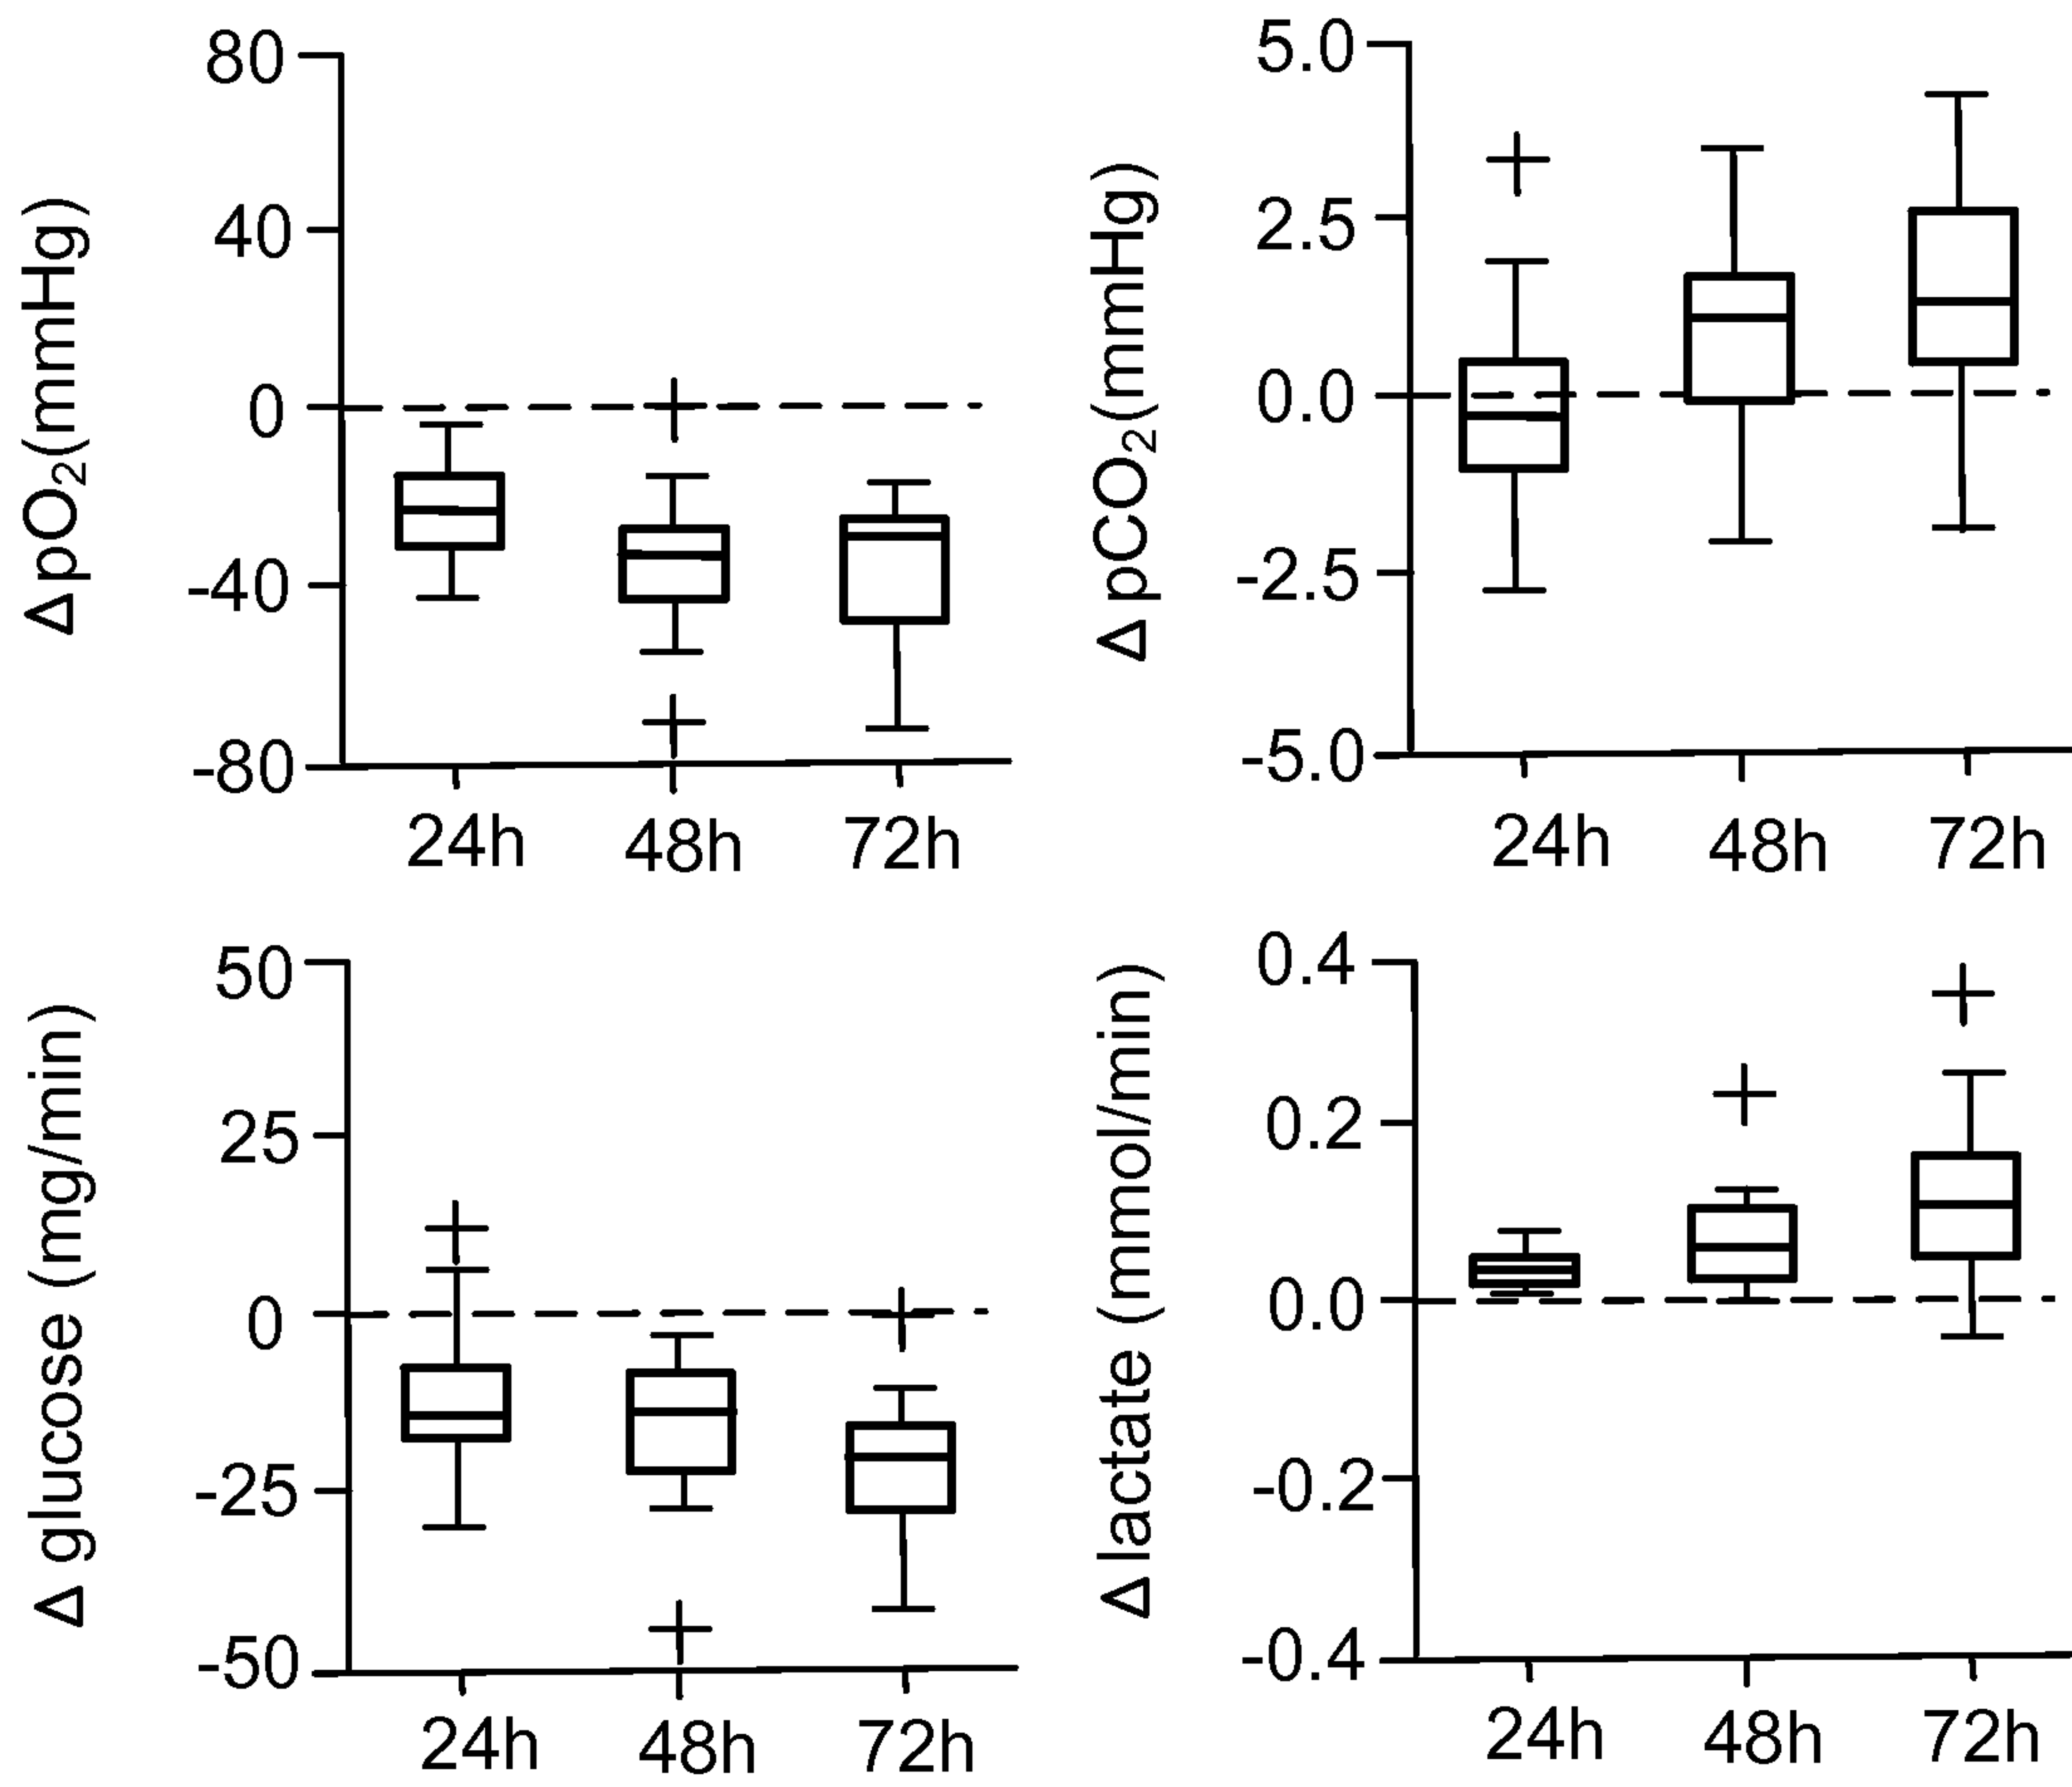 Δ pO₂(mmHg)
80
40
0
-40
-80
24h 48h 72h
Δ pCO₂(mmHg)
5.0
2.5
0.0
-2.5
-5.0
24h 48h 72h
Δ glucose (mg/min)
50
25
0
-25
-50
24h 48h 72h
Δ lactate (mmol/min)
0.4
0.2
0.0
-0.2
-0.4
24h 48h 72h